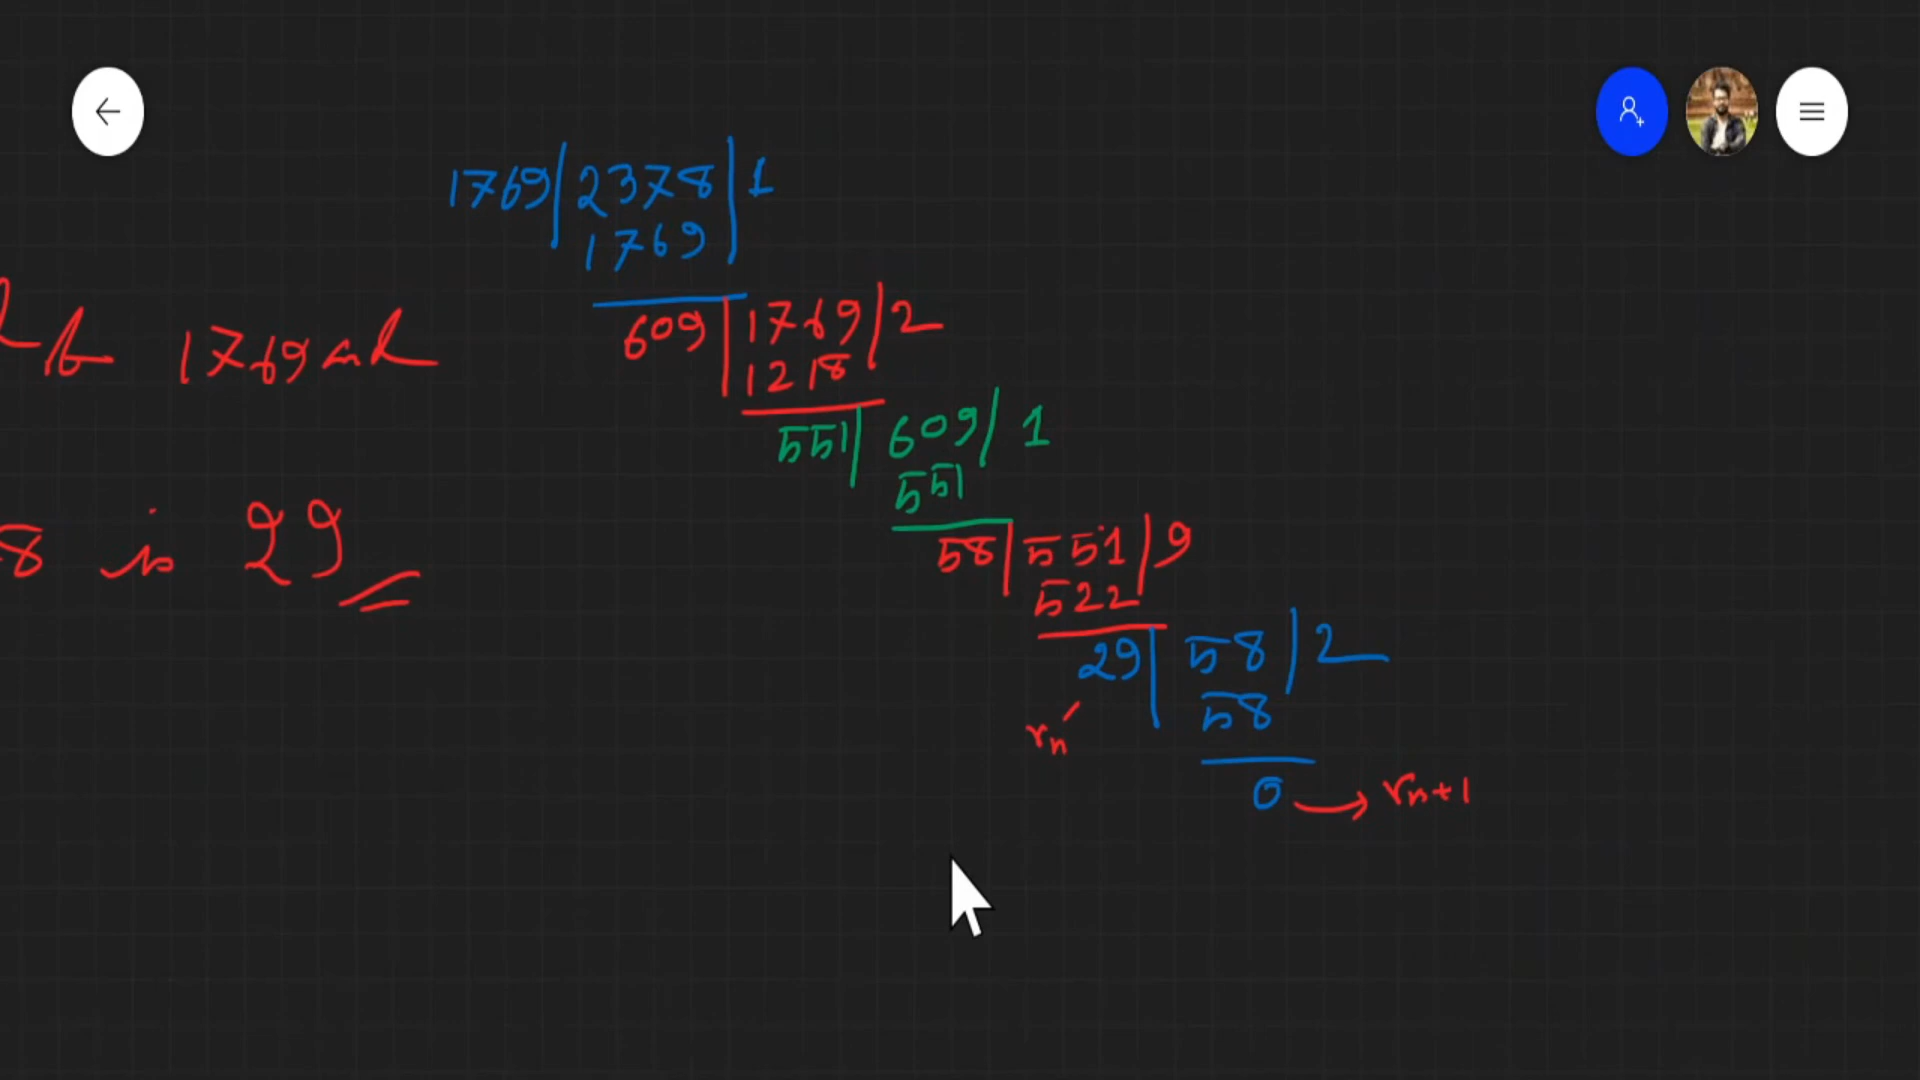 1769 | 2378 | 1
1769
609 | 1769 | 2
1218
551 | 609 | 1
551
58 | 551 | 9
522
29 | 58 | 2
58
0 → rn+1
rn
1769 and
8 is 29